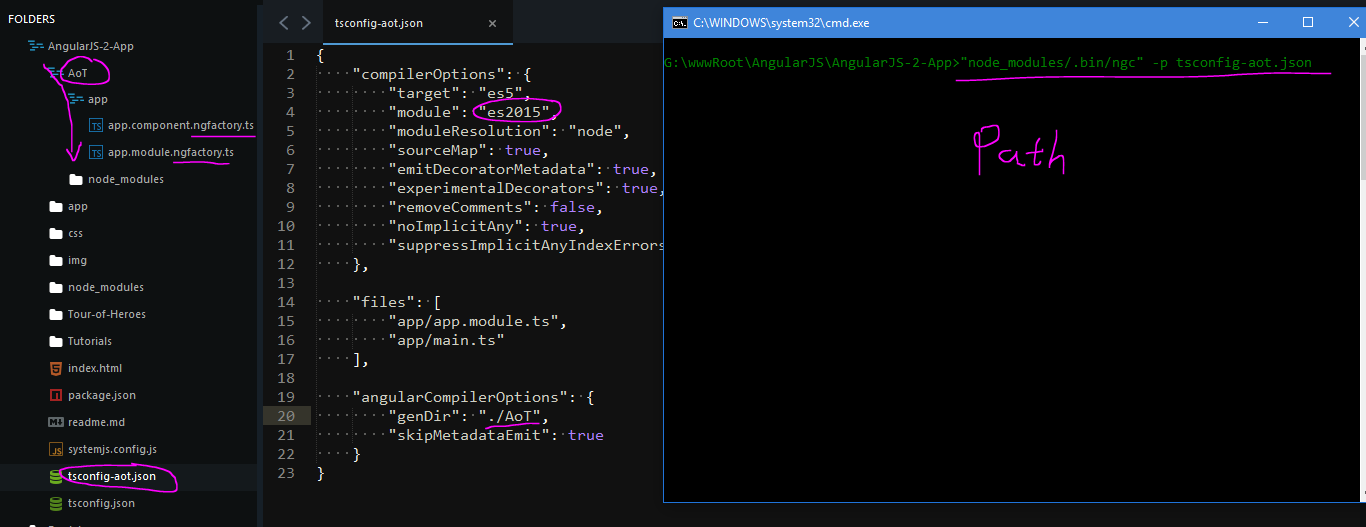 FOLDERS
AngularJS-2-App
AoT
app
app.component.ngfactory.ts
app.module.ngfactory.ts
node_modules
app
css
img
node_modules
Tour-of-Heroes
Tutorials
index.html
package.json
readme.md
systemjs.config.js
tsconfig-aot.json
tsconfig.json
tsconfig-aot.json
1 {
2 "compilerOptions": {
3 "target": "es5",
4 "module": "es2015",
5 "moduleResolution": "node",
6 "sourceMap": true,
7 "emitDecoratorMetadata": true,
8 "experimentalDecorators": true,
9 "removeComments": false,
10 "noImplicitAny": true,
11 "suppressImplicitAnyIndexErrors
12 },
13
14 "files": [
15 "app/app.module.ts",
16 "app/main.ts"
17 ],
18
19 "angularCompilerOptions": {
20 "genDir": "./AoT",
21 "skipMetadataEmit": true
22 }
23 }
C:\WINDOWS\system32\cmd.exe
G:\wwwRoot\AngularJS\AngularJS-2-App>"node_modules/.bin/ngc" -p tsconfig-aot.json
Path